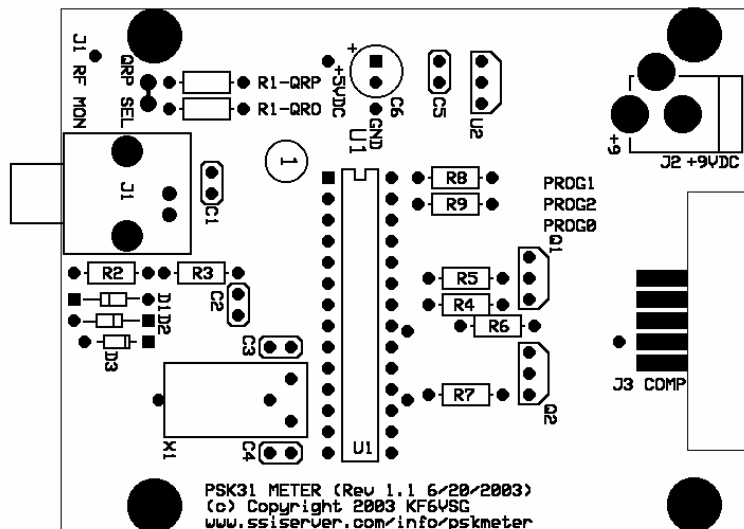 J1 RF MON
QRP SEL
R1-QRP
R1-QRO
+5VDC
+
C6
GND
C5
U2
+9
J2 +9VDC
U1
1
J1
C1
R8
R9
PROG1
PROG2
PROG0
Q1
R2
R3
C2
R5
R4
R6
D1
D2
D3
C3
J3 COMP
X1
R7
Q2
C4
U1
PSK31 METER (Rev 1.1 6/20/2003)
(c) Copyright 2003 KF6VSG
www.ssiserver.com/info/pskmeter